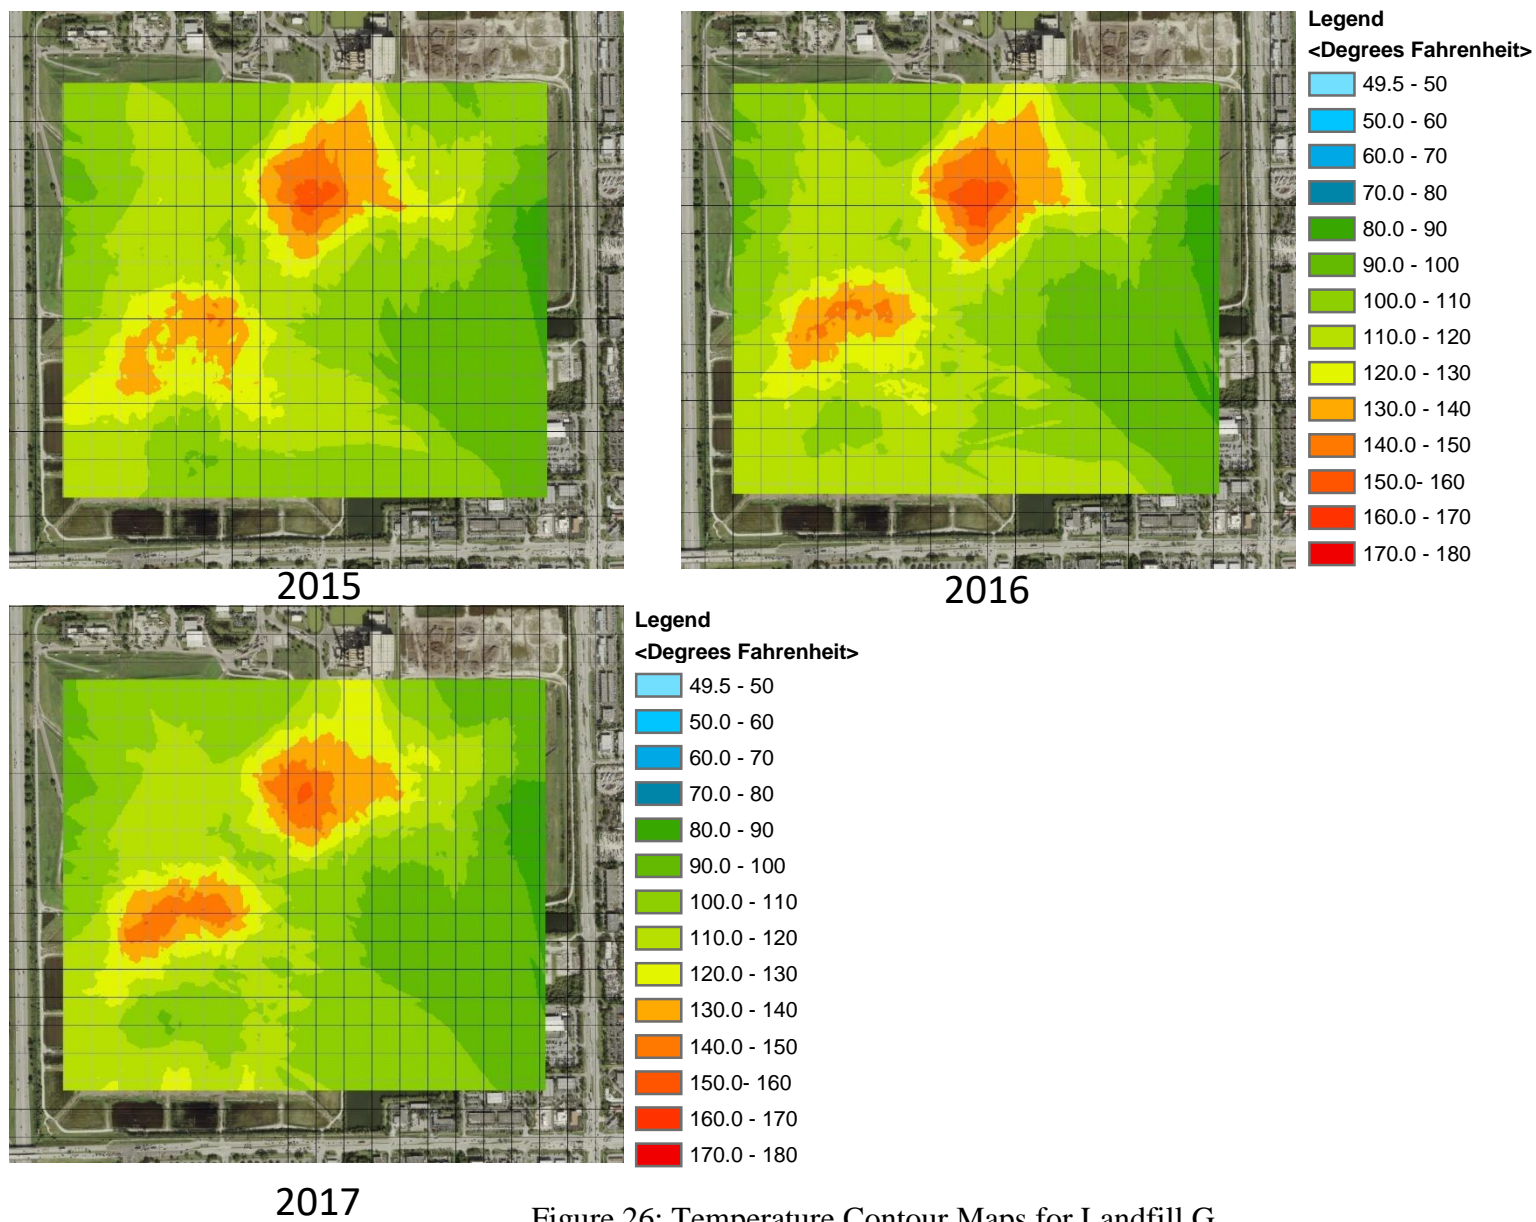 Legend
<Degrees Fahrenheit>
49.5 - 50
50.0 - 60
60.0 - 70
70.0 - 80
80.0 - 90
90.0 - 100
100.0 - 110
110.0 - 120
120.0 - 130
130.0 - 140
140.0 - 150
150.0- 160
160.0 - 170
170.0 - 180
2015
2016
Legend
<Degrees Fahrenheit>
49.5 - 50
50.0 - 60
60.0 - 70
70.0 - 80
80.0 - 90
90.0 - 100
100.0 - 110
110.0 - 120
120.0 - 130
130.0 - 140
140.0 - 150
150.0- 160
160.0 - 170
170.0 - 180
2017
Figure 26: Temperature Contour Maps for Landfill G